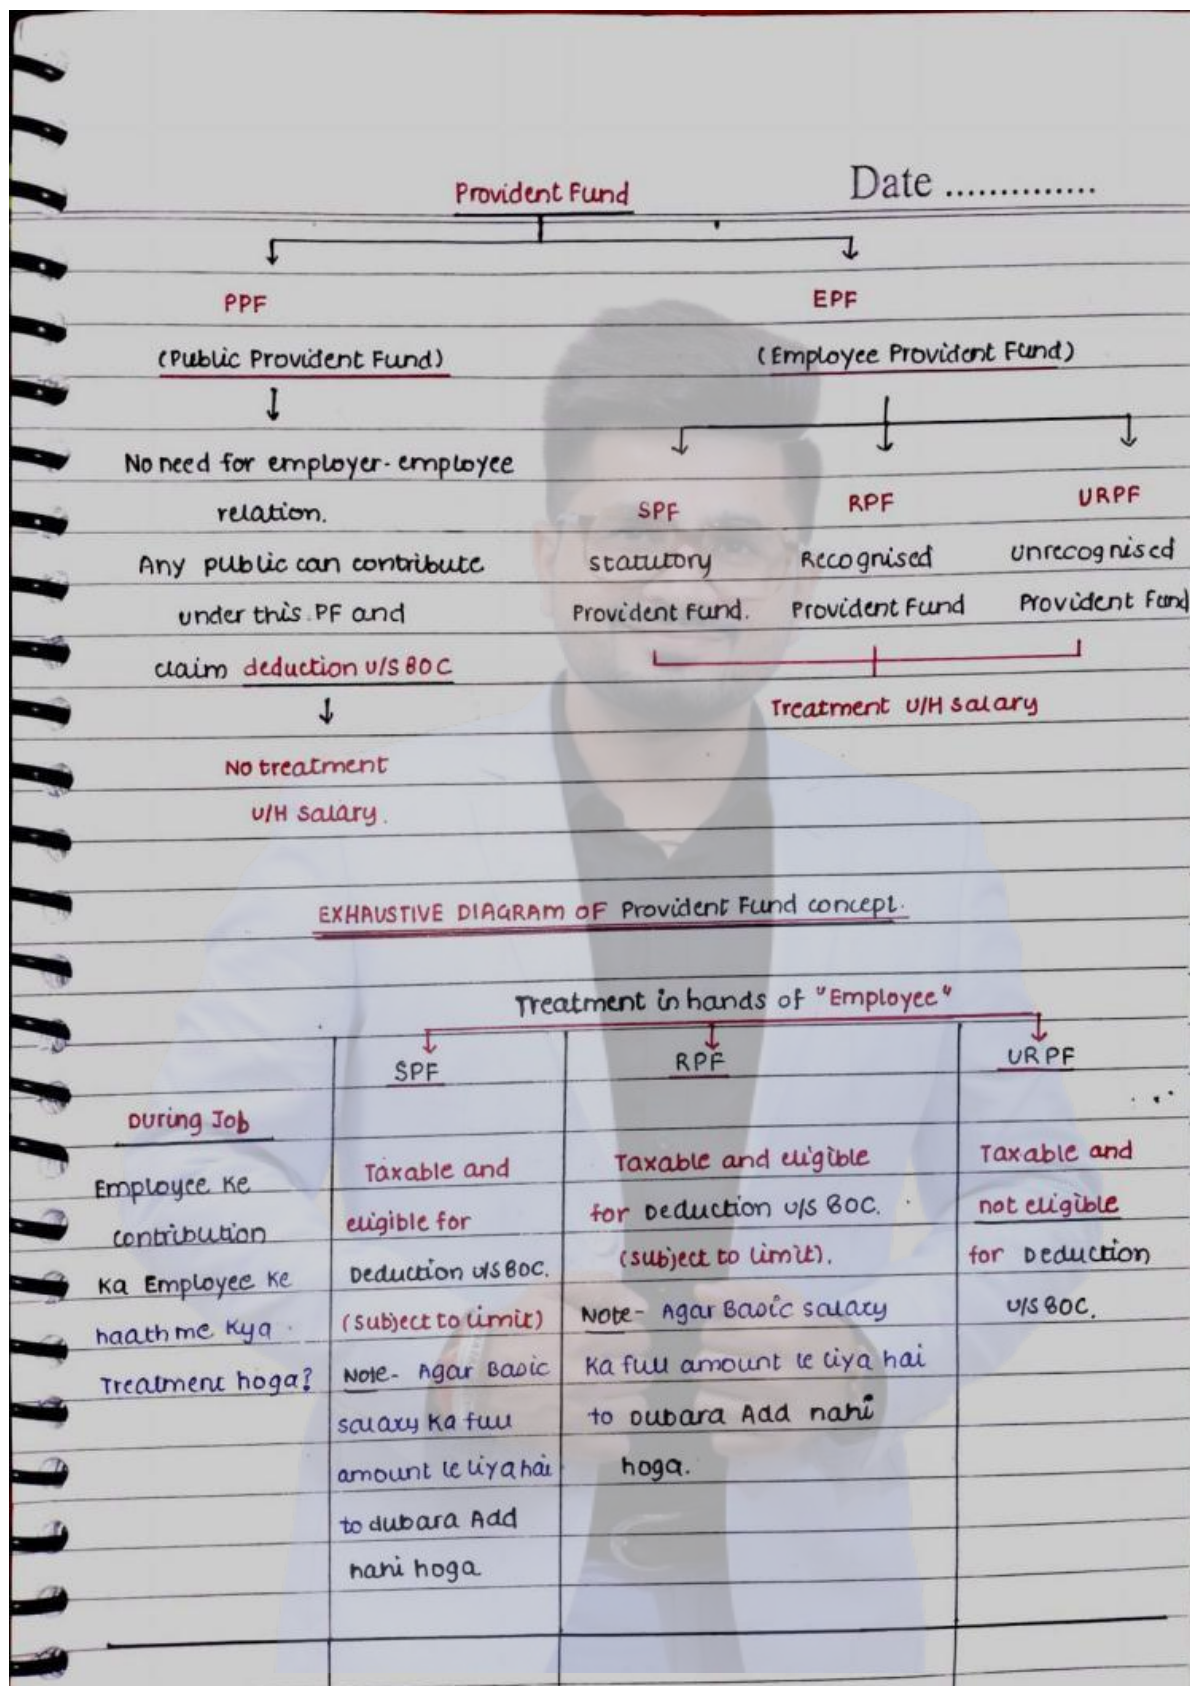 Date ..............
Provident Fund
PPF
(Public Provident Fund)
No need for employer-employee
relation.
Any public can contribute
under this PF and
claim deduction U/S 80C
No treatment
U/H Salary.
EPF
(Employee Provident Fund)
SPF
statutory
Provident Fund.
RPF
Recognised
Provident Fund
URPF
unrecognised
Provident Fund
Treatment U/H salary
EXHAUSTIVE DIAGRAM OF Provident Fund concept.
Treatment in hands of "Employee"
SPF
RPF
URPF
During Job
Employee ke
contribution
Ka Employee ke
haath me kya
Treatment hoga?
Taxable and
eligible for
Deduction u/s 80C.
(Subject to limit)
Note- Agar Basic
salary ka full
amount le liya hai
to dubara Add
nahi hoga
Taxable and eligible
for Deduction u/s 80C.
(subject to limit).
Note- Agar Basic salary
Ka full amount le liya hai
to dubara Add nahi
hoga.
Taxable and
not eligible
for Deduction
U/S 80C.